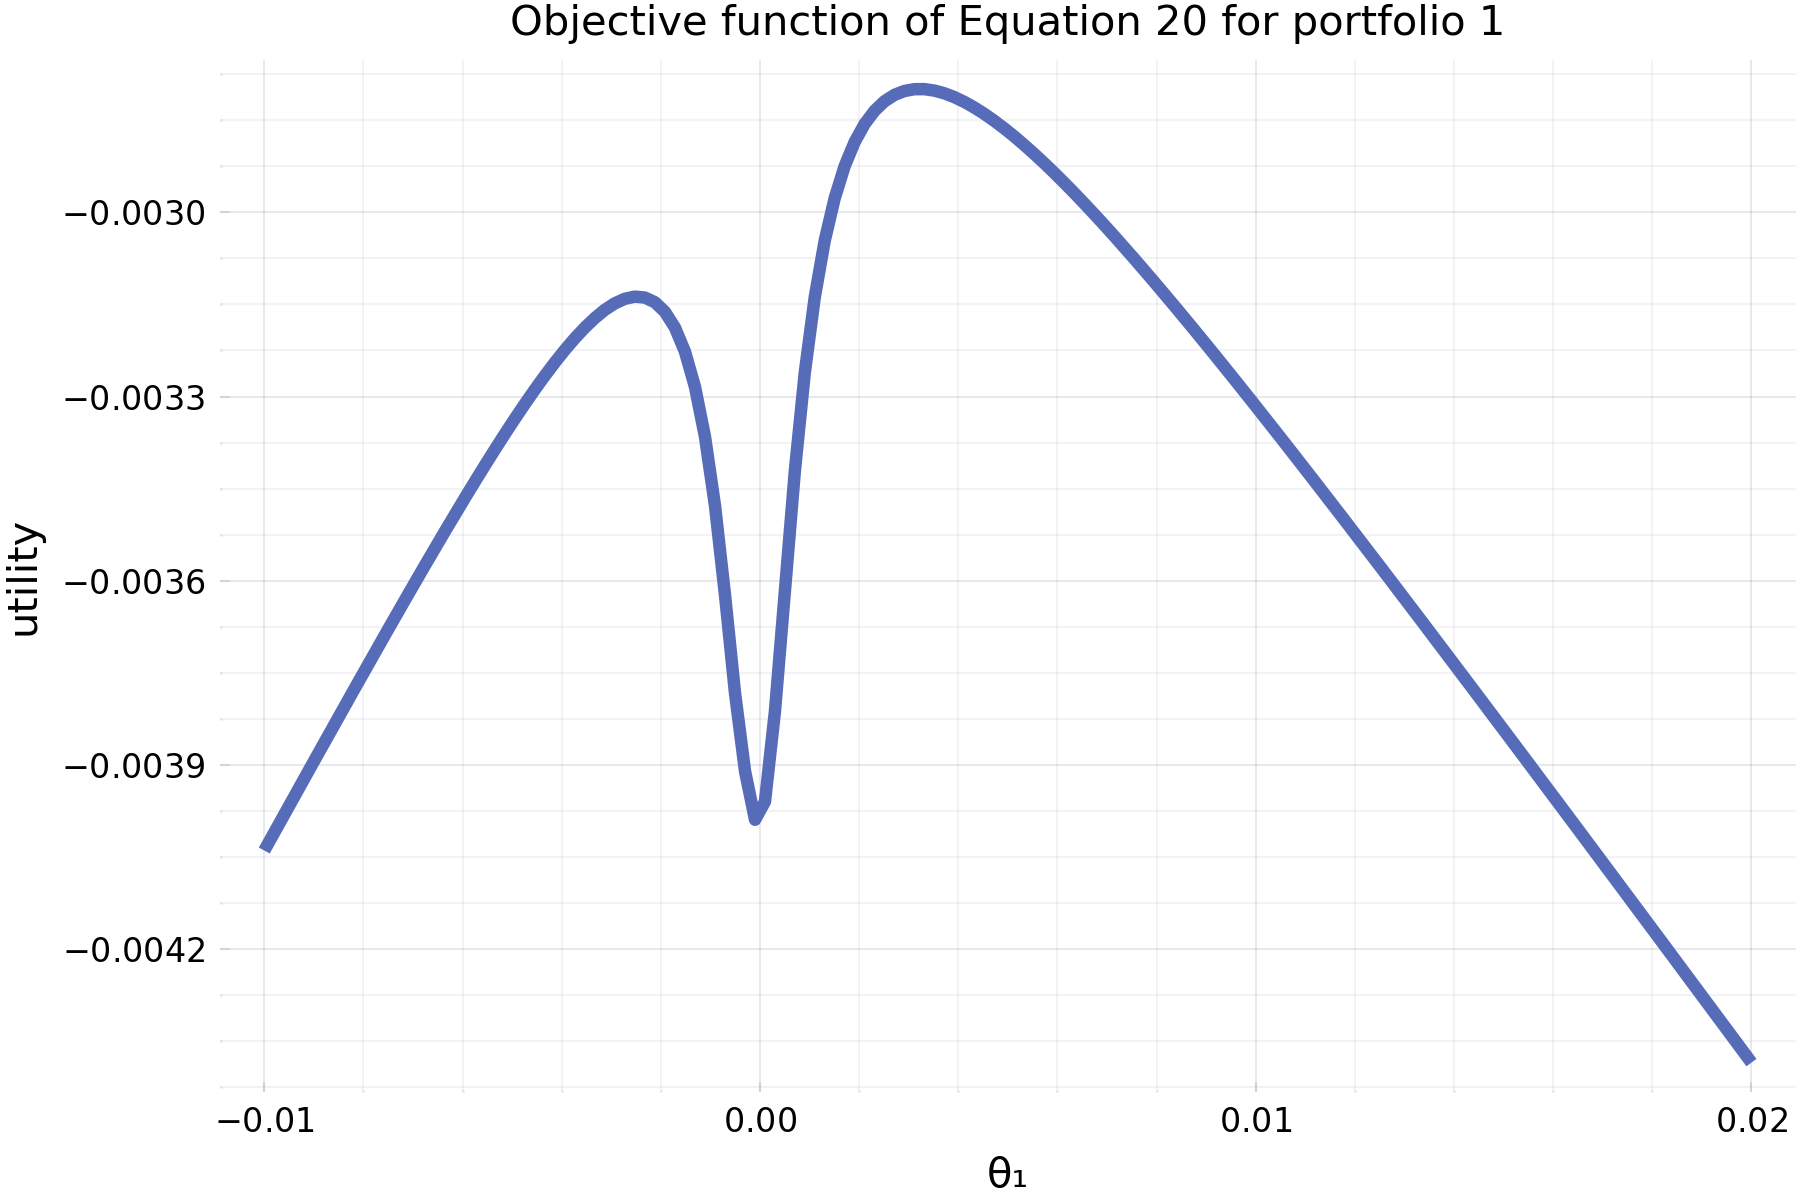 Objective function of Equation 20 for portfolio 1
utility
−0.0030
−0.0033
−0.0036
−0.0039
−0.0042
−0.01 0.00 0.01 0.02
θ₁